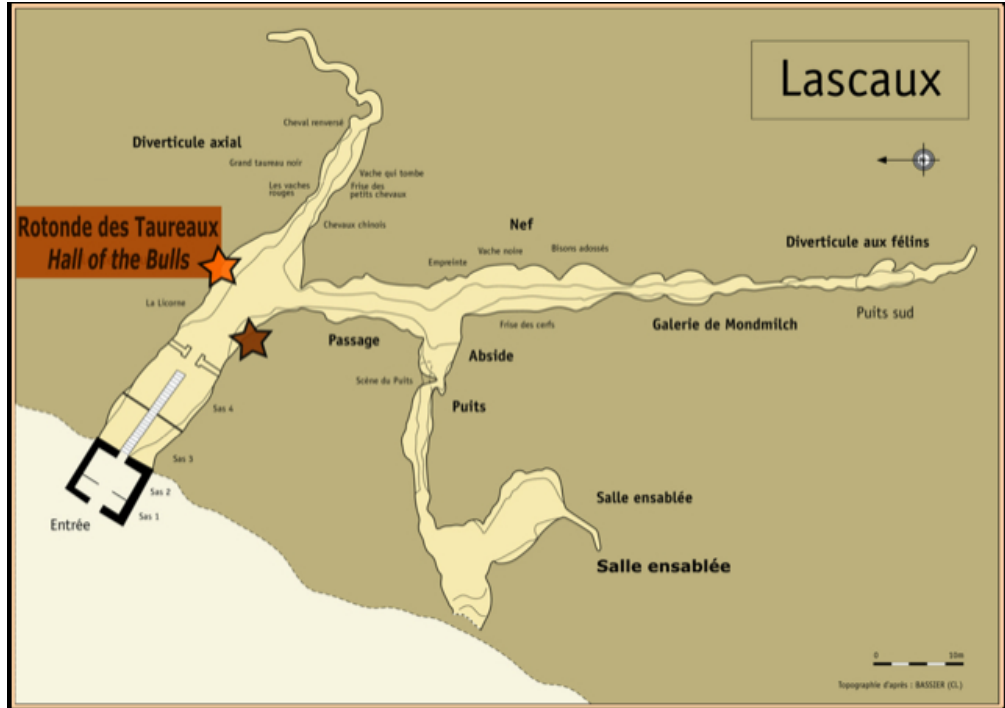 Lascaux
Cheval renversé
Diverticule axial
Grand taureau noir
Vache qui tombe
Les vaches
rouges
Frise des
petits chevaux
Rotonde des Taureaux
Hall of the Bulls
Chevaux chinois
Nef
Vache noire
Bisons adossés
Empreinte
Diverticule aux félins
La Licorne
Puits sud
Frise des cerfs
Galerie de Mondmilch
Passage
Abside
Scène du Puits
Puits
Sas 4
Sas 3
Sas 2
Sas 1
Entrée
Salle ensablée
Salle ensablée
0 10m
Topographie d'après : BASSIER (CL)